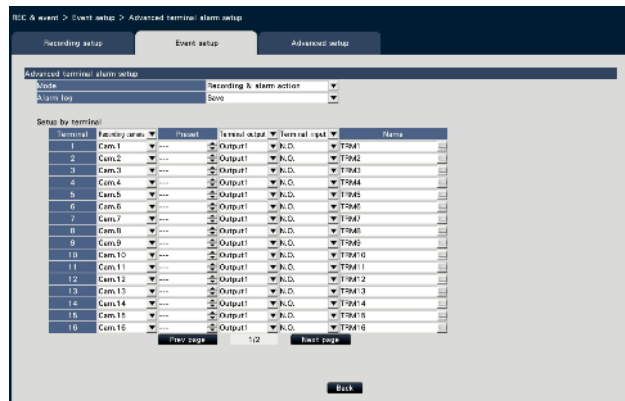 REC & event > Event setup > Advanced terminal alarm setup
Recording setup Event setup Advanced setup
Advanced terminal alarm setup
Mode Recording & alarm action
Alarm log Save
Setup by terminal
Terminal Recording camera Preset Terminal output Terminal input Name
1 Cam.1 --- Output1 N.O. TRM1
2 Cam.2 --- Output1 N.O. TRM2
3 Cam.3 --- Output1 N.O. TRM3
4 Cam.4 --- Output1 N.O. TRM4
5 Cam.5 --- Output1 N.O. TRM5
6 Cam.6 --- Output1 N.O. TRM6
7 Cam.7 --- Output1 N.O. TRM7
8 Cam.8 --- Output1 N.O. TRM8
9 Cam.9 --- Output1 N.O. TRM9
10 Cam.10 --- Output1 N.O. TRM10
11 Cam.11 --- Output1 N.O. TRM11
12 Cam.12 --- Output1 N.O. TRM12
13 Cam.13 --- Output1 N.O. TRM13
14 Cam.14 --- Output1 N.O. TRM14
15 Cam.15 --- Output1 N.O. TRM15
16 Cam.16 --- Output1 N.O. TRM16
Prev page 1/2 Next page
Back